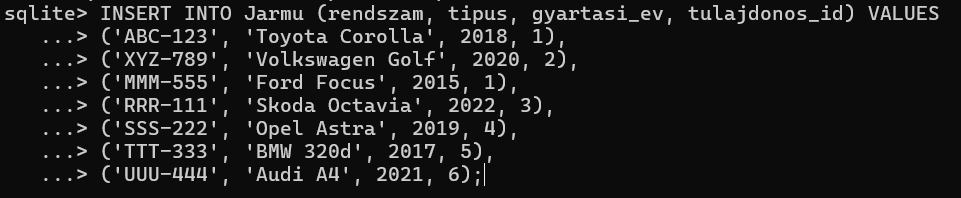 sqlite> INSERT INTO Jarmu (rendszam, tipus, gyartasi_ev, tulajdonos_id) VALUES
   ...> ('ABC-123', 'Toyota Corolla', 2018, 1),
   ...> ('XYZ-789', 'Volkswagen Golf', 2020, 2),
   ...> ('MMM-555', 'Ford Focus', 2015, 1),
   ...> ('RRR-111', 'Skoda Octavia', 2022, 3),
   ...> ('SSS-222', 'Opel Astra', 2019, 4),
   ...> ('TTT-333', 'BMW 320d', 2017, 5),
   ...> ('UUU-444', 'Audi A4', 2021, 6);